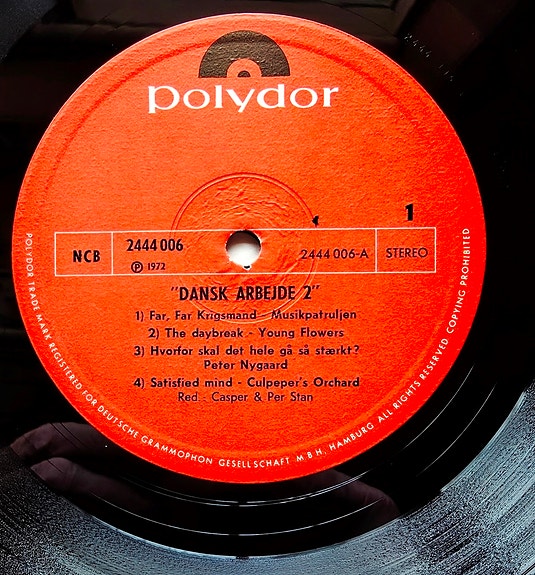 polydor
1
NCB
2444 006
Ⓟ 1972
2444 006-A
STEREO
"DANSK ARBEJDE 2"
1) Far, Far Krigsmand - Musikpatruljen
2) The daybreak - Young Flowers
3) Hvorfor skal det hele gå så stærkt?
Peter Nygaard
4) Satisfied mind - Culpeper's Orchard
Red.: Casper & Per Stan
POLYDOR TRADE MARK REGISTERED FOR DEUTSCHE GRAMMOPHON GESELLSCHAFT M.B.H. HAMBURG ALL RIGHTS RESERVED COPYING PROHIBITED